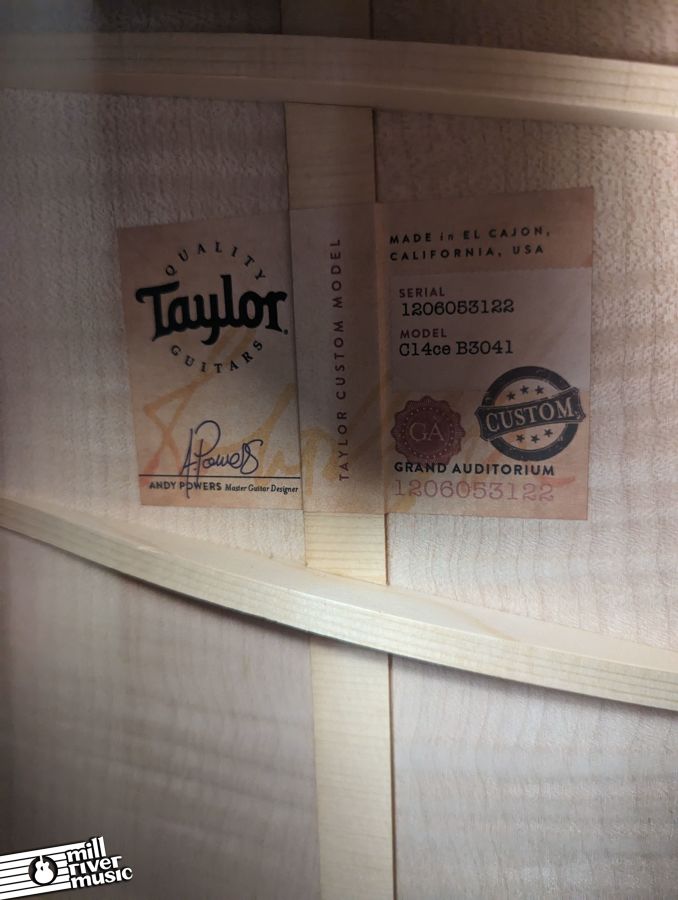 QUALITY
Taylor
GUITARS
APowers
ANDY POWERS Master Guitar Designer
TAYLOR CUSTOM MODEL
MADE in EL CAJON,
CALIFORNIA, USA
SERIAL
1206053122
MODEL
C14ce B3041
CUSTOM
GA
GRAND AUDITORIUM
1206053122
mill
river
music